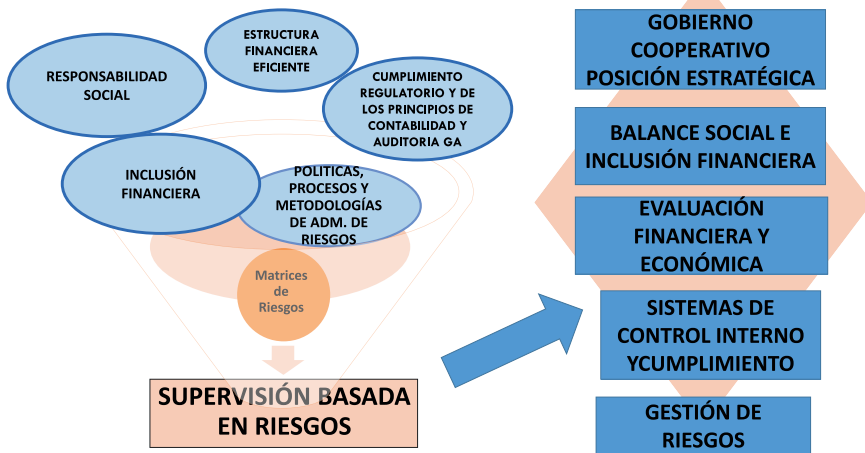 RESPONSABILIDAD
SOCIAL
ESTRUCTURA
FINANCIERA
EFICIENTE
CUMPLIMIENTO
REGULATORIO Y DE
LOS PRINCIPIOS DE
CONTABILIDAD Y
AUDITORIA GA
INCLUSIÓN
FINANCIERA
POLITICAS,
PROCESOS Y
METODOLOGÍAS
DE ADM. DE
RIESGOS
Matrices
de
Riesgos
SUPERVISIÓN BASADA
EN RIESGOS
GOBIERNO
COOPERATIVO
POSICIÓN ESTRATÉGICA
BALANCE SOCIAL E
INCLUSIÓN FINANCIERA
EVALUACIÓN
FINANCIERA Y
ECONÓMICA
SISTEMAS DE
CONTROL INTERNO
YCUMPLIMIENTO
GESTIÓN DE
RIESGOS